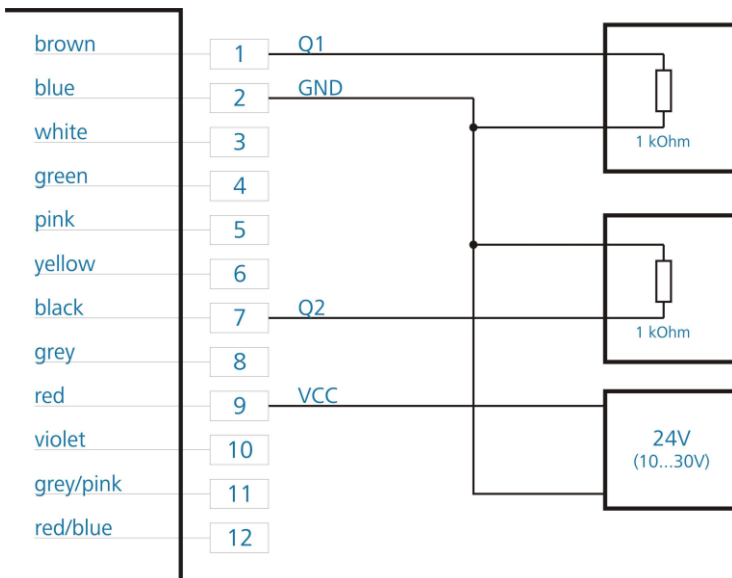 brown 1 Q1
blue 2 GND
white 3
green 4
pink 5
yellow 6
black 7 Q2
grey 8
red 9 VCC
violet 10
grey/pink 11
red/blue 12
1 kOhm
1 kOhm
24V
(10...30V)